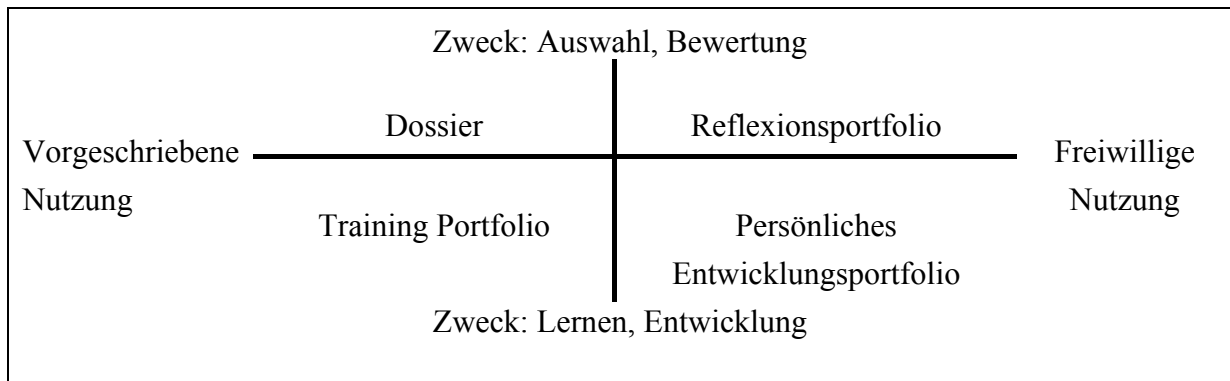 Zweck: Auswahl, Bewertung
Dossier
Reflexionsportfolio
Vorgeschriebene
Nutzung
Freiwillige
Nutzung
Training Portfolio
Persönliches
Entwicklungsportfolio
Zweck: Lernen, Entwicklung